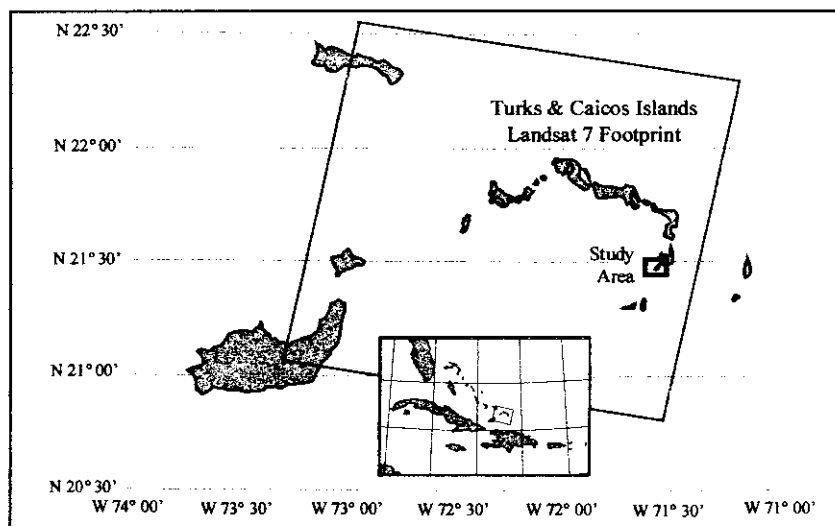 N 22° 30'
Turks & Caicos Islands
Landsat 7 Footprint
N 22° 00'
Study
Area
N 21° 30'
N 21° 00'
N 20° 30'
W 74° 00' W 73° 30' W 73° 00' W 72° 30' W 72° 00' W 71° 30' W 71° 00'